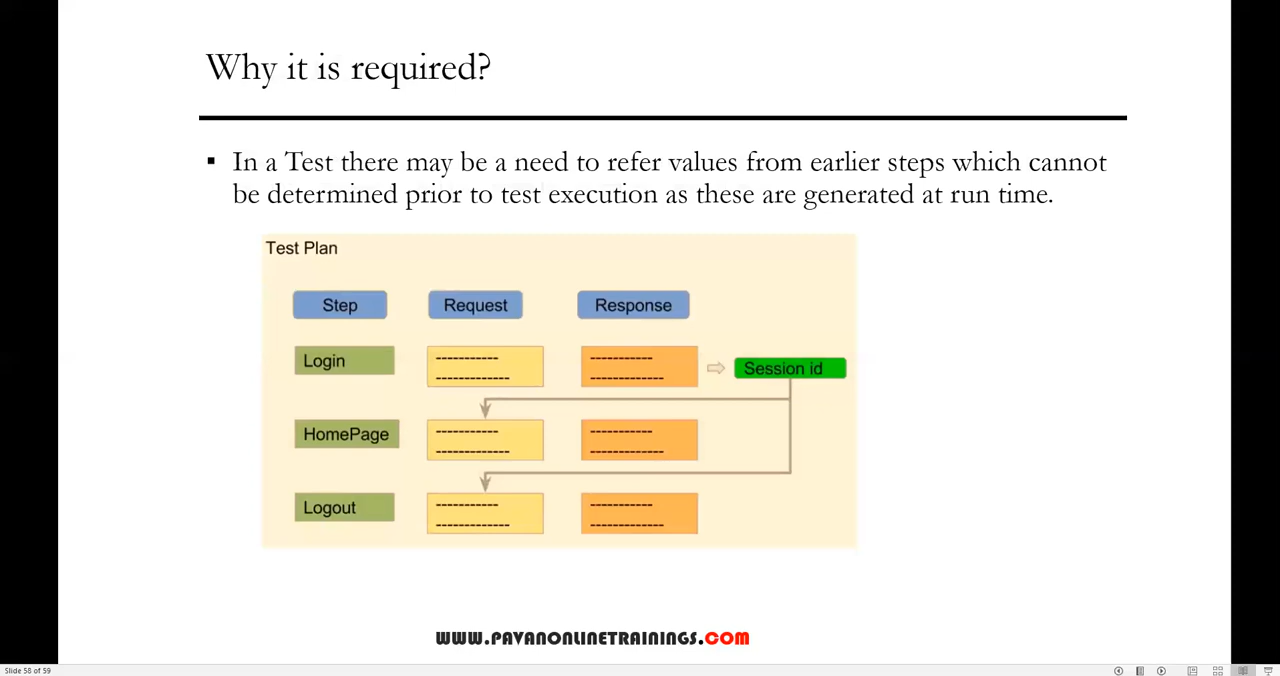 Why it is required?
▪ In a Test there may be a need to refer values from earlier steps which cannot
be determined prior to test execution as these are generated at run time.
Test Plan
Step Request Response
Login ----------- ----------- Session id
------------- -------------
HomePage ----------- -----------
------------- -------------
Logout ----------- -----------
------------- -------------
WWW.PAVANONLINETRAININGS.COM
Slide 58 of 59